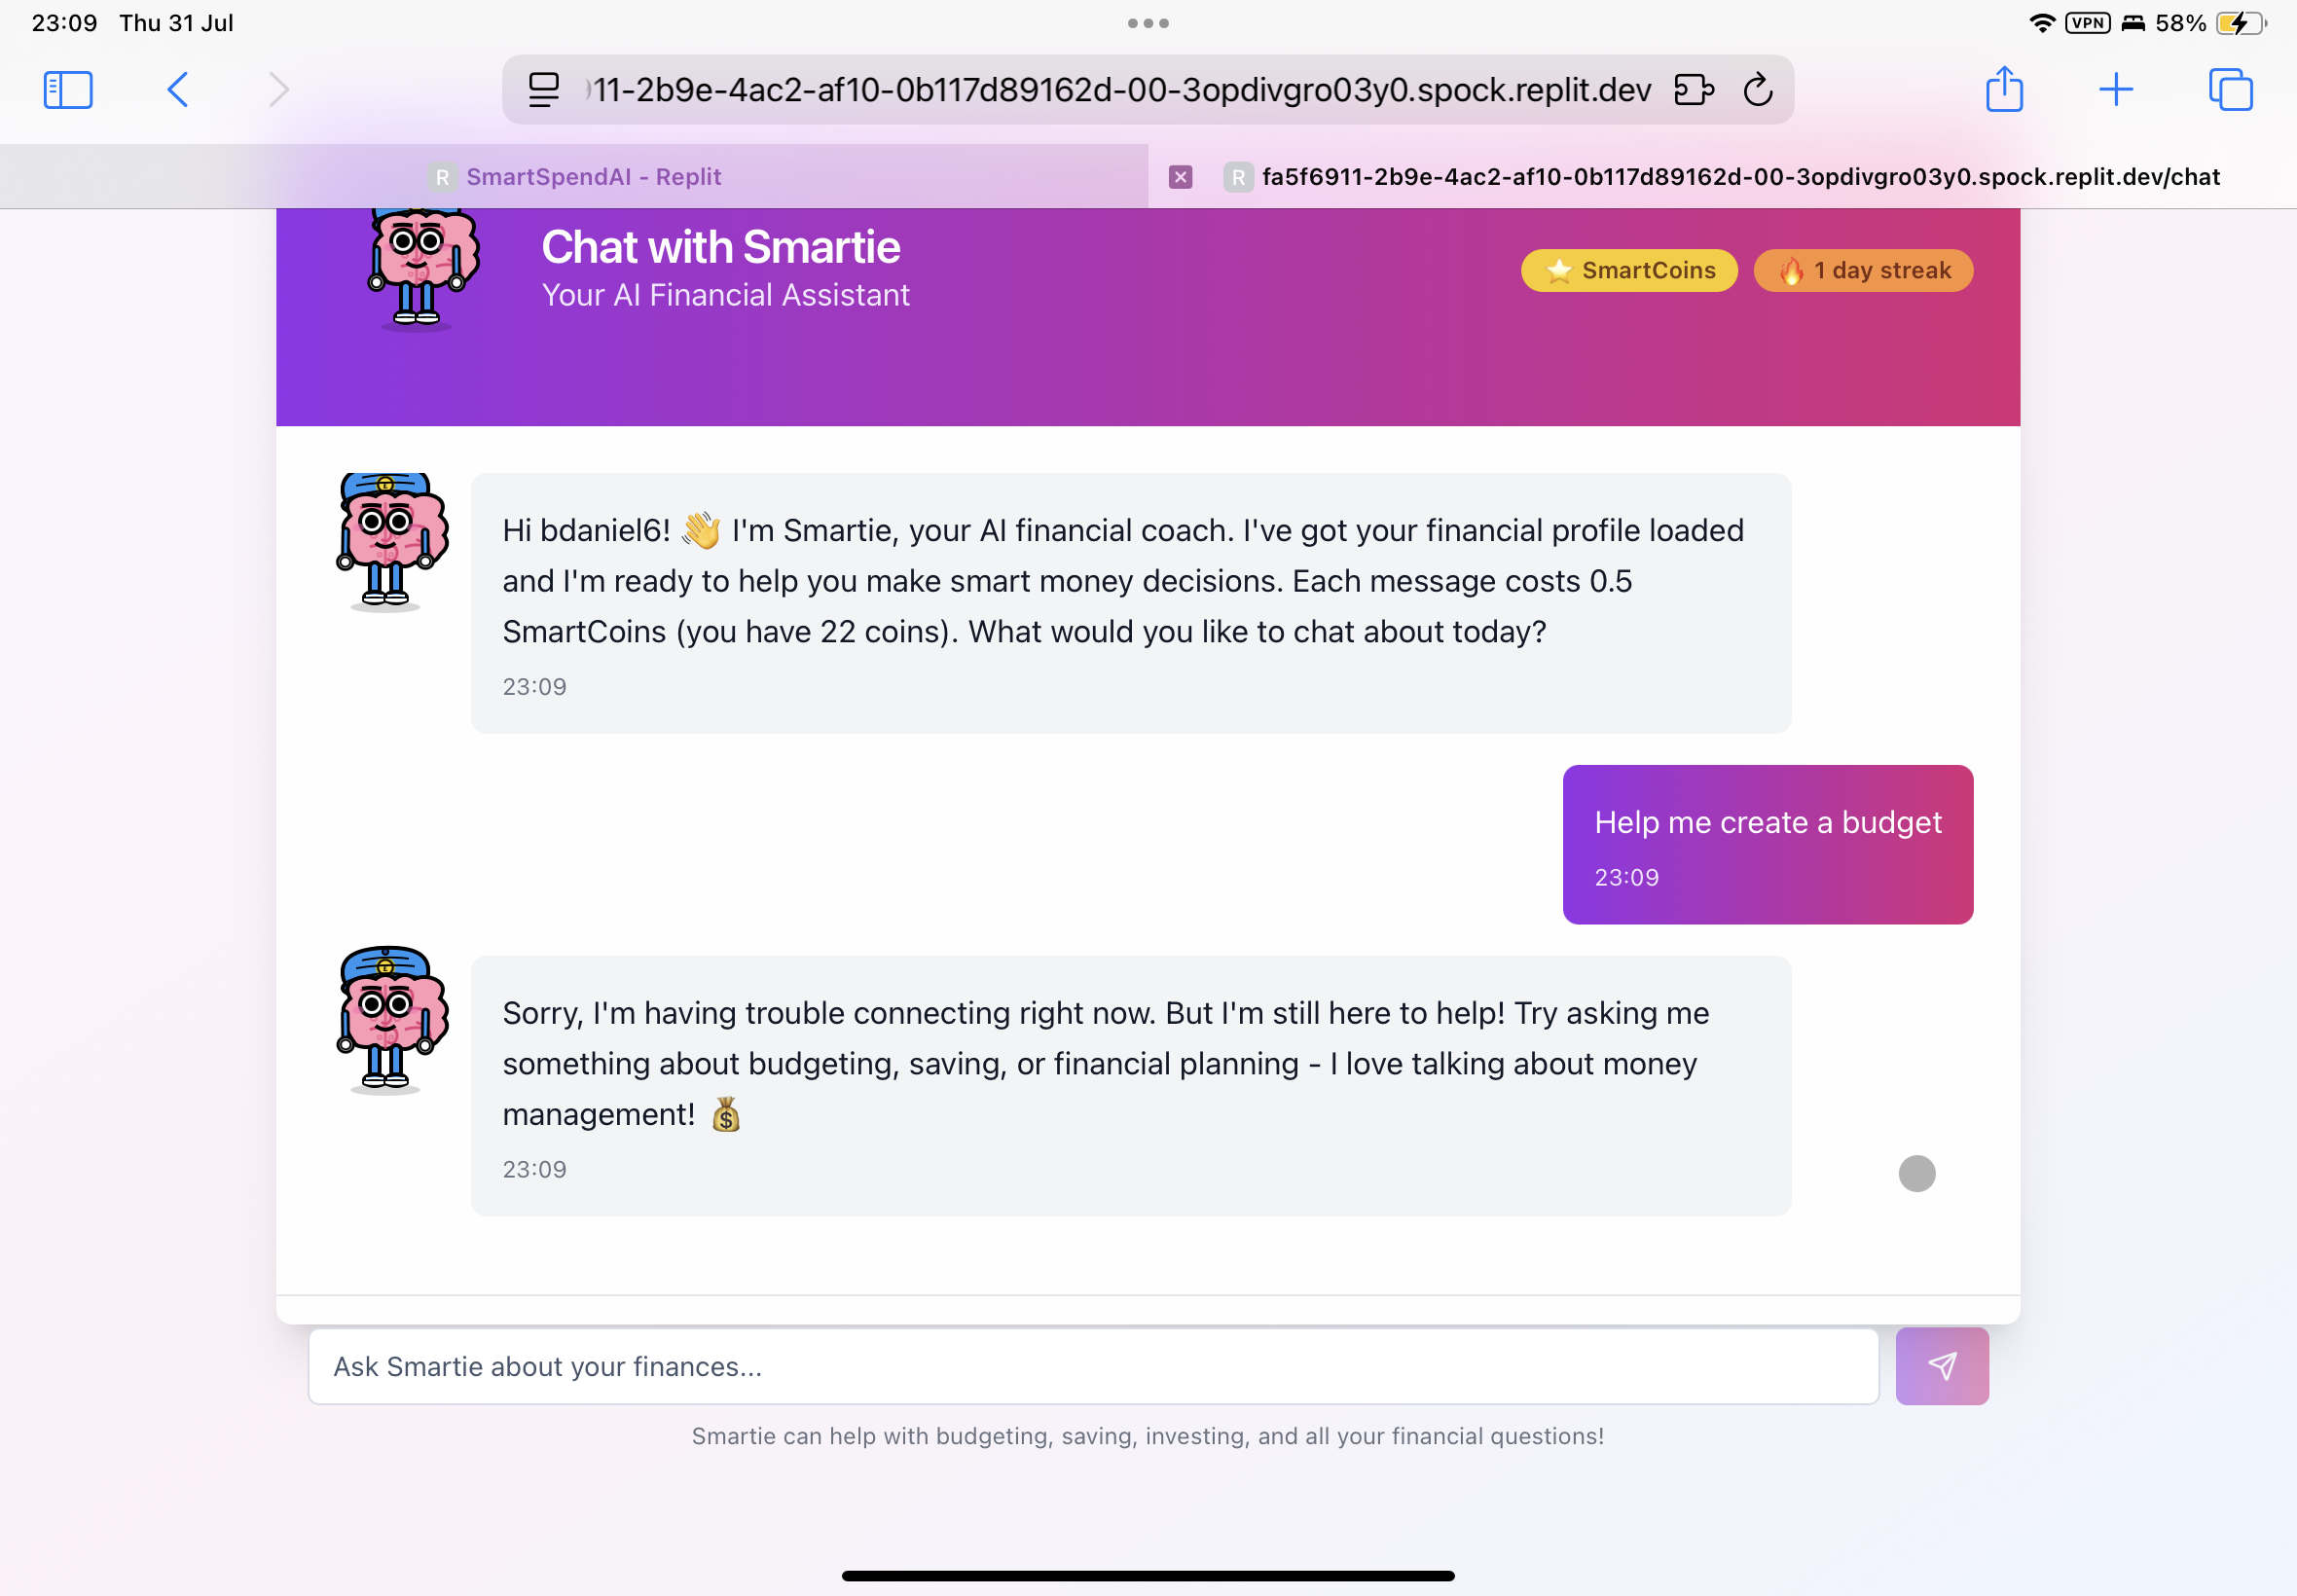 23:09 Thu 31 Jul
VPN 58%
11-2b9e-4ac2-af10-0b117d89162d-00-3opdivgro03y0.spock.replit.dev
R SmartSpendAI - Replit
R fa5f6911-2b9e-4ac2-af10-0b117d89162d-00-3opdivgro03y0.spock.replit.dev/chat
Chat with Smartie
Your AI Financial Assistant
⭐ SmartCoins
🔥 1 day streak
Hi bdaniel6! 👋 I'm Smartie, your AI financial coach. I've got your financial profile loaded
and I'm ready to help you make smart money decisions. Each message costs 0.5
SmartCoins (you have 22 coins). What would you like to chat about today?
23:09
Help me create a budget
23:09
Sorry, I'm having trouble connecting right now. But I'm still here to help! Try asking me
something about budgeting, saving, or financial planning - I love talking about money
management! 💰
23:09
Ask Smartie about your finances...
Smartie can help with budgeting, saving, investing, and all your financial questions!